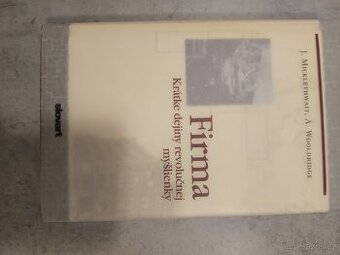 J. Micklethwait, A. Wooldridge
Firma
Krátke dejiny revolučnej
myšlienky
slovart